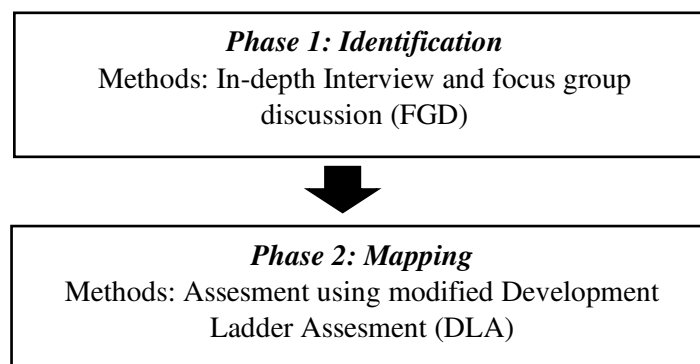 Phase 1: Identification
Methods: In-depth Interview and focus group
discussion (FGD)
Phase 2: Mapping
Methods: Assesment using modified Development
Ladder Assesment (DLA)